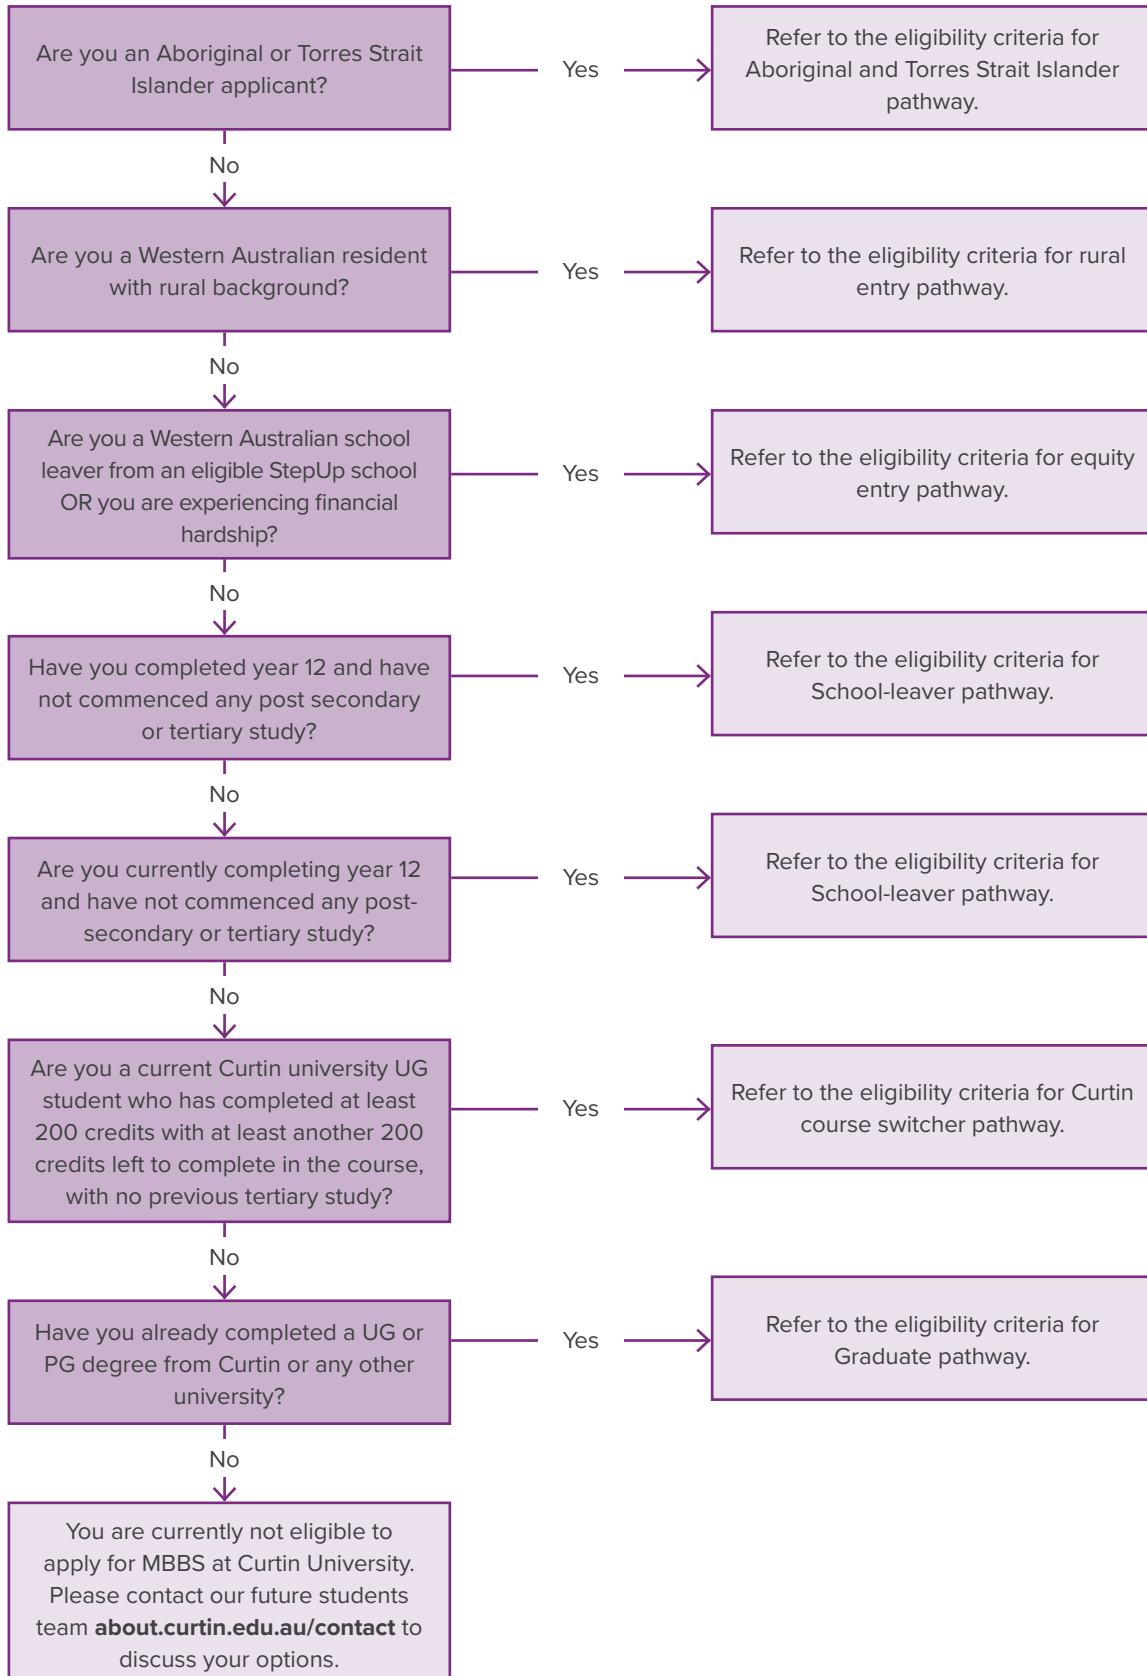 Are you an Aboriginal or Torres Strait
Islander applicant?
Yes
Refer to the eligibility criteria for
Aboriginal and Torres Strait Islander
pathway.
No
Are you a Western Australian resident
with rural background?
Yes
Refer to the eligibility criteria for rural
entry pathway.
No
Are you a Western Australian school
leaver from an eligible StepUp school
OR you are experiencing financial
hardship?
Yes
Refer to the eligibility criteria for equity
entry pathway.
No
Have you completed year 12 and have
not commenced any post secondary
or tertiary study?
Yes
Refer to the eligibility criteria for
School-leaver pathway.
No
Are you currently completing year 12
and have not commenced any post-
secondary or tertiary study?
Yes
Refer to the eligibility criteria for
School-leaver pathway.
No
Are you a current Curtin university UG
student who has completed at least
200 credits with at least another 200
credits left to complete in the course,
with no previous tertiary study?
Yes
Refer to the eligibility criteria for Curtin
course switcher pathway.
No
Have you already completed a UG or
PG degree from Curtin or any other
university?
Yes
Refer to the eligibility criteria for
Graduate pathway.
No
You are currently not eligible to
apply for MBBS at Curtin University.
Please contact our future students
team about.curtin.edu.au/contact to
discuss your options.